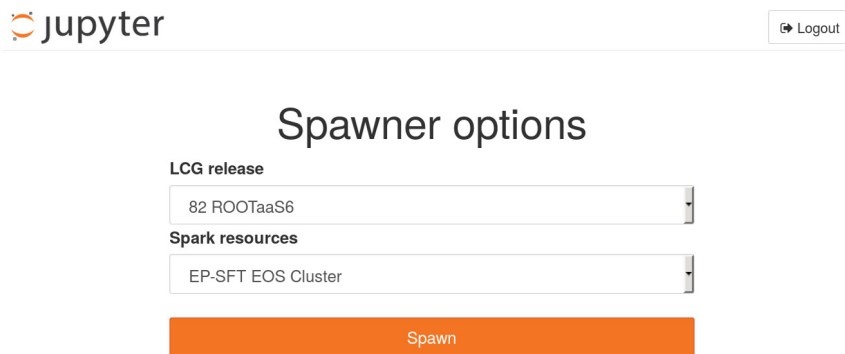 jupyter
Logout
Spawner options
LCG release
82 ROOTaaS6
Spark resources
EP-SFT EOS Cluster
Spawn